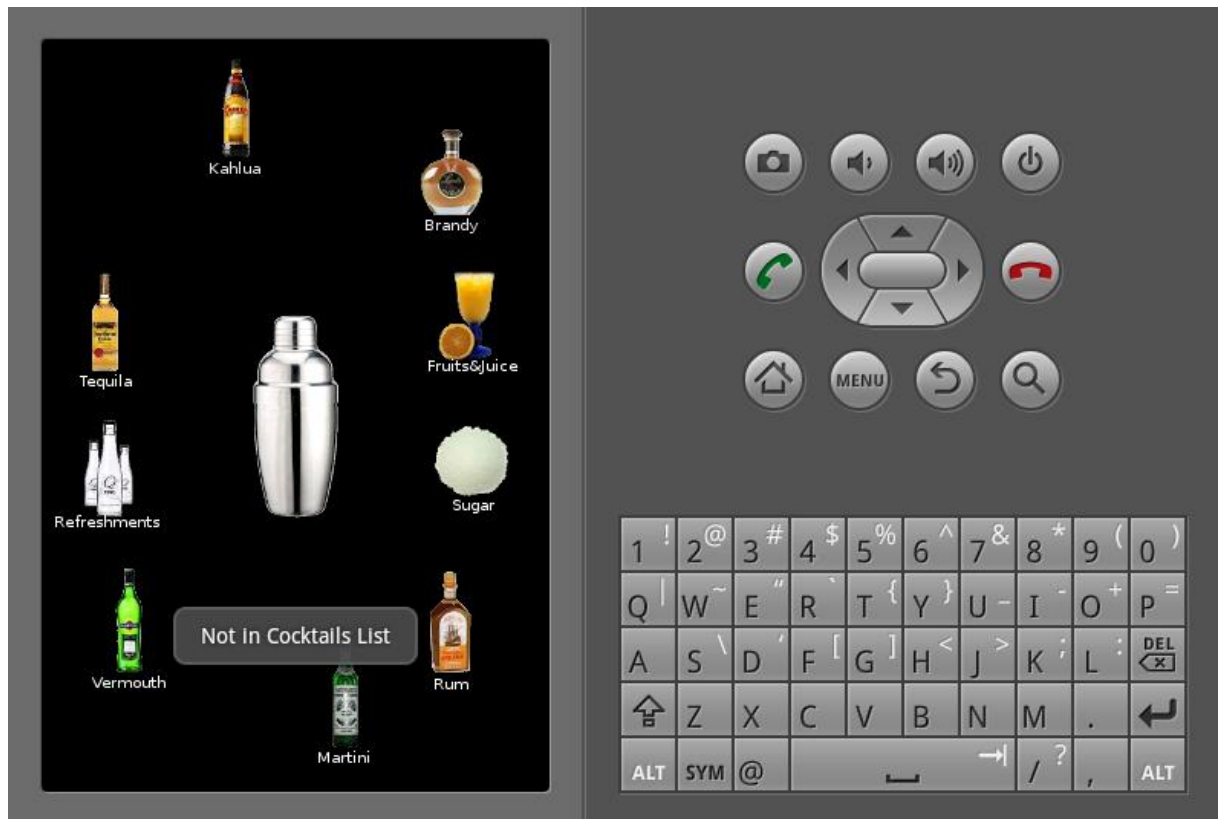 Kahlua
Brandy
Tequila
Fruits&Juice
Refreshments
Sugar
Not in Cocktails List
Vermouth
Rum
Martini
MENU
1 ! 2 @ 3 # 4 $ 5 % 6 ^ 7 & 8 * 9 ( 0 )
Q | W ~ E " R ` T { Y } U _ I - O + P =
A S \ D ' F [ G ] H < J > K ; L : DEL
Z X C V B N M .
ALT SYM @ / ? , ALT